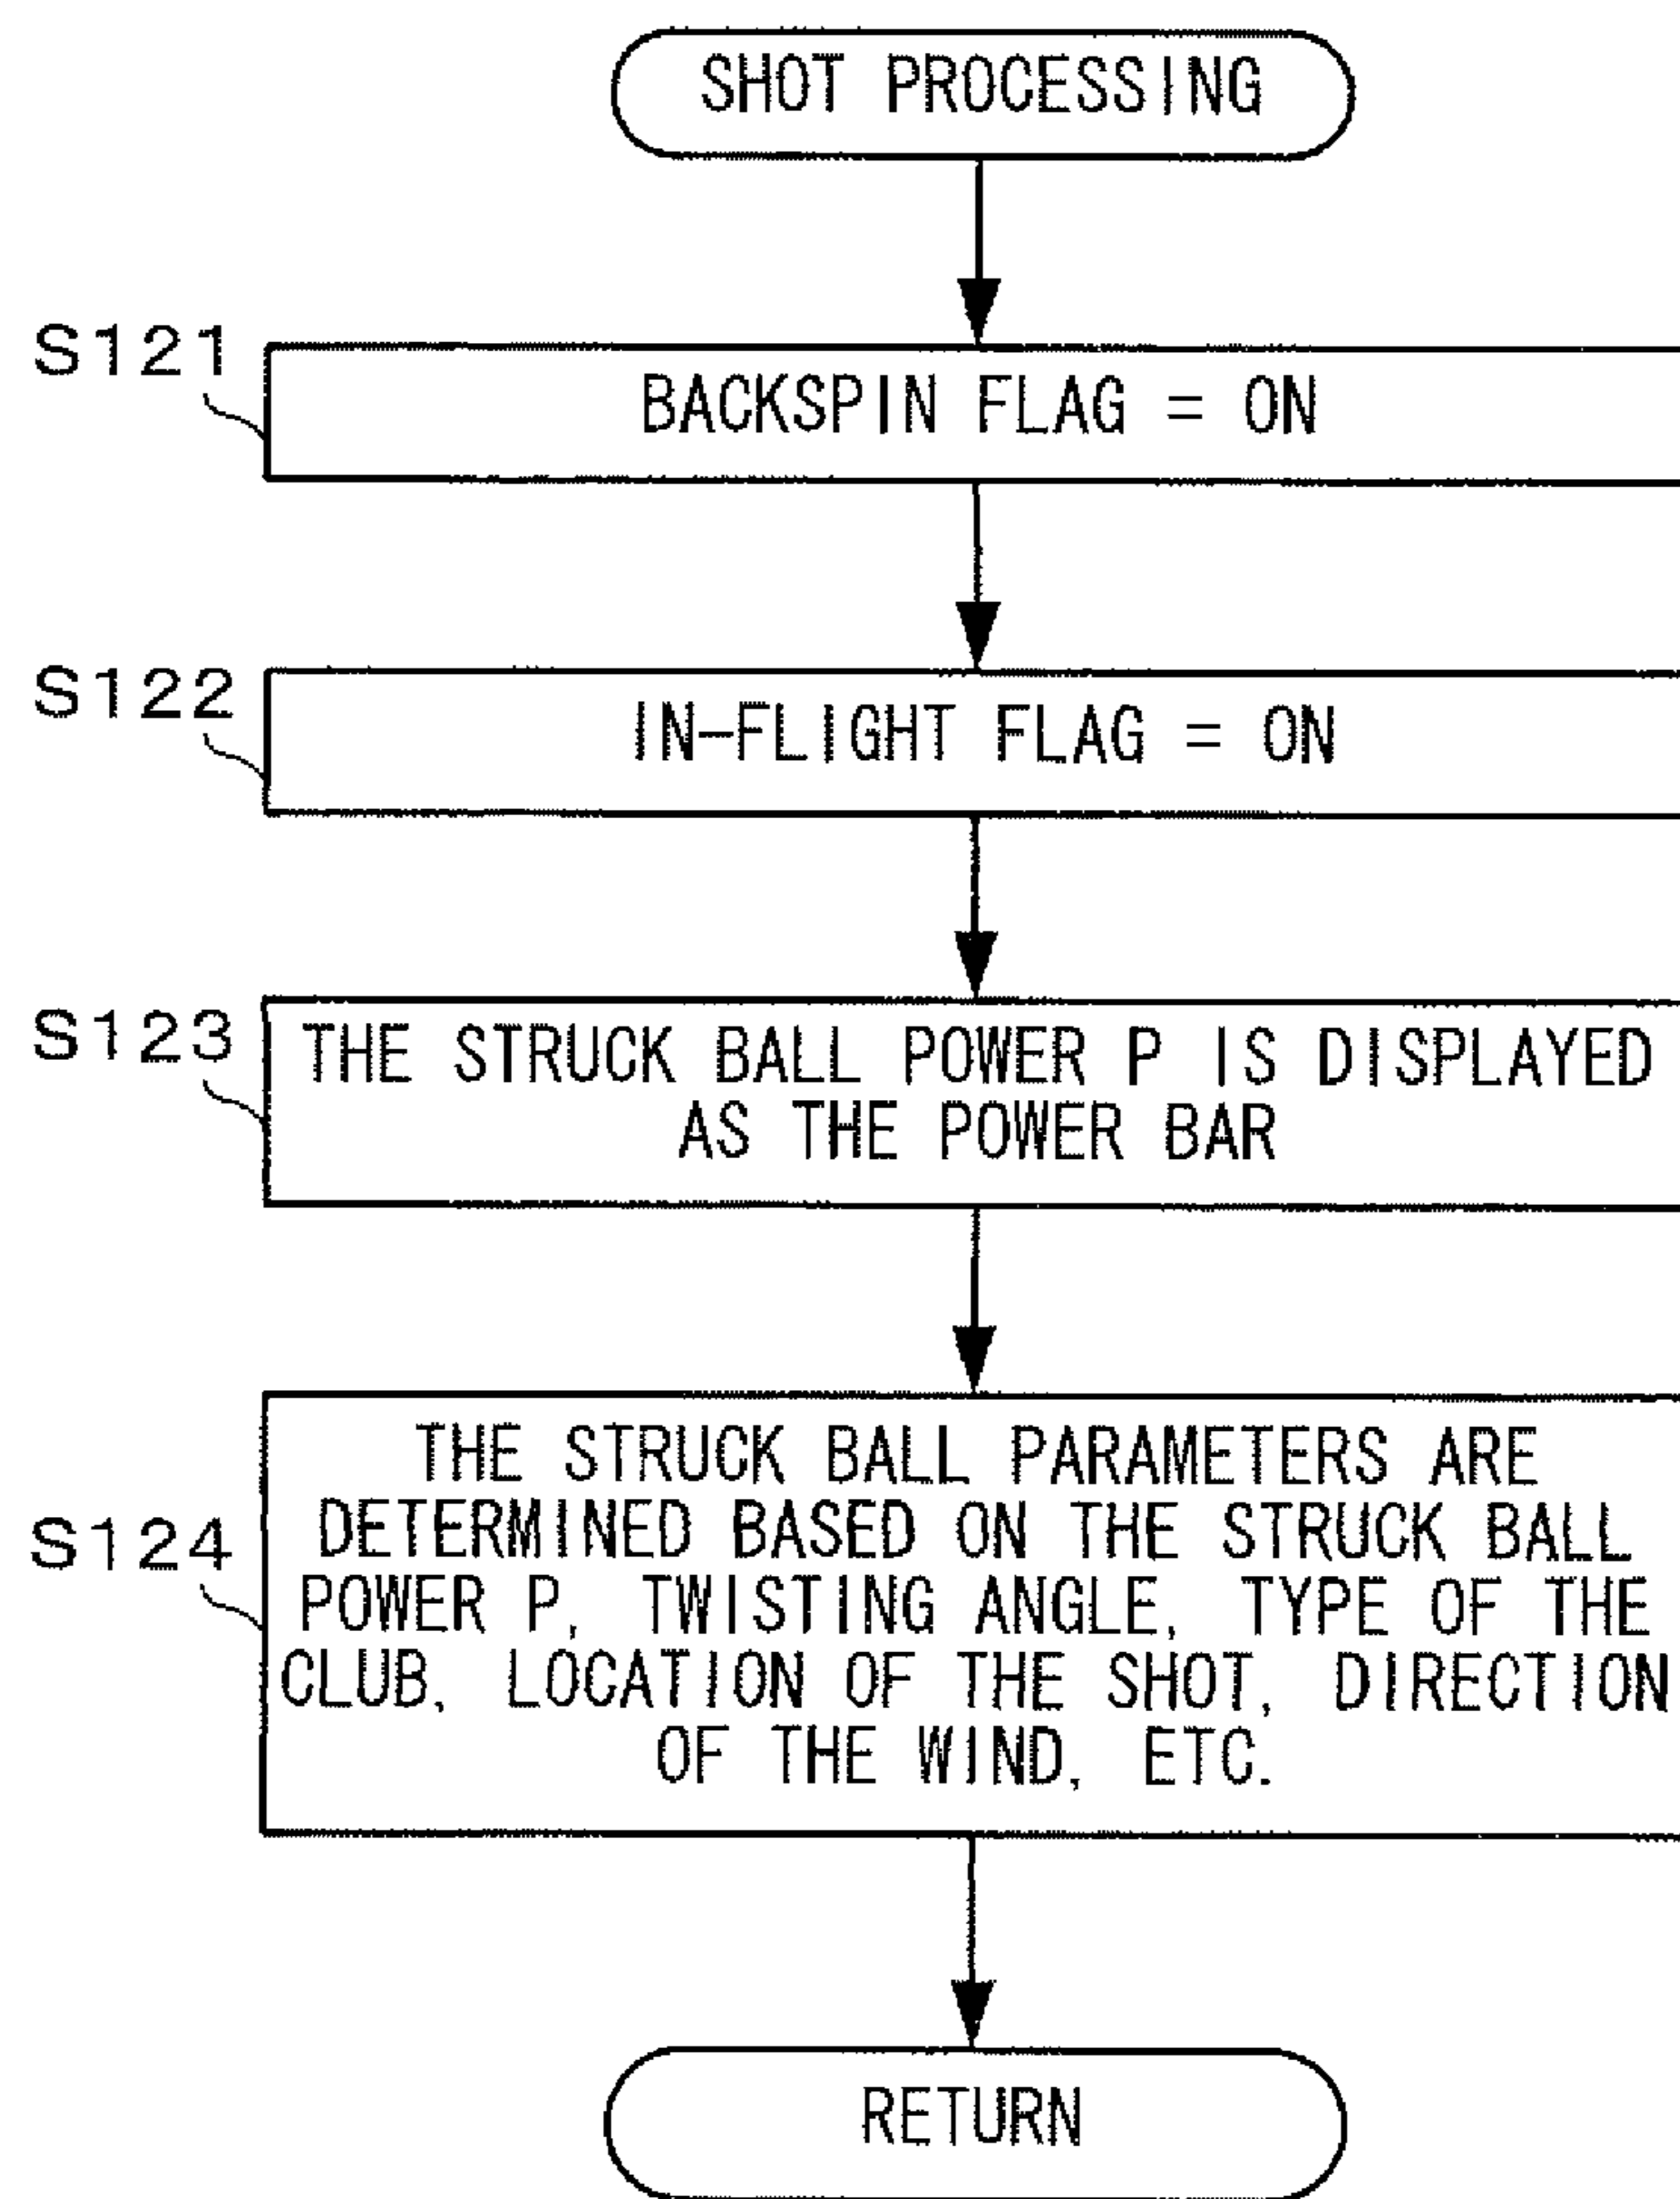 SHOT PROCESSING
S121
BACKSPIN FLAG = ON
S122
IN-FLIGHT FLAG = ON
S123
THE STRUCK BALL POWER P IS DISPLAYED
AS THE POWER BAR
S124
THE STRUCK BALL PARAMETERS ARE
DETERMINED BASED ON THE STRUCK BALL
POWER P, TWISTING ANGLE, TYPE OF THE
CLUB, LOCATION OF THE SHOT, DIRECTION
OF THE WIND, ETC.
RETURN